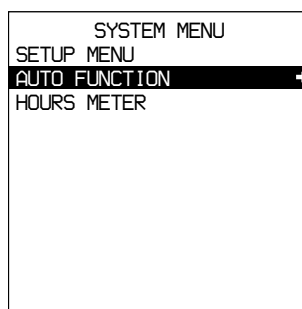 SYSTEM MENU
SETUP MENU
AUTO FUNCTION
HOURS METER